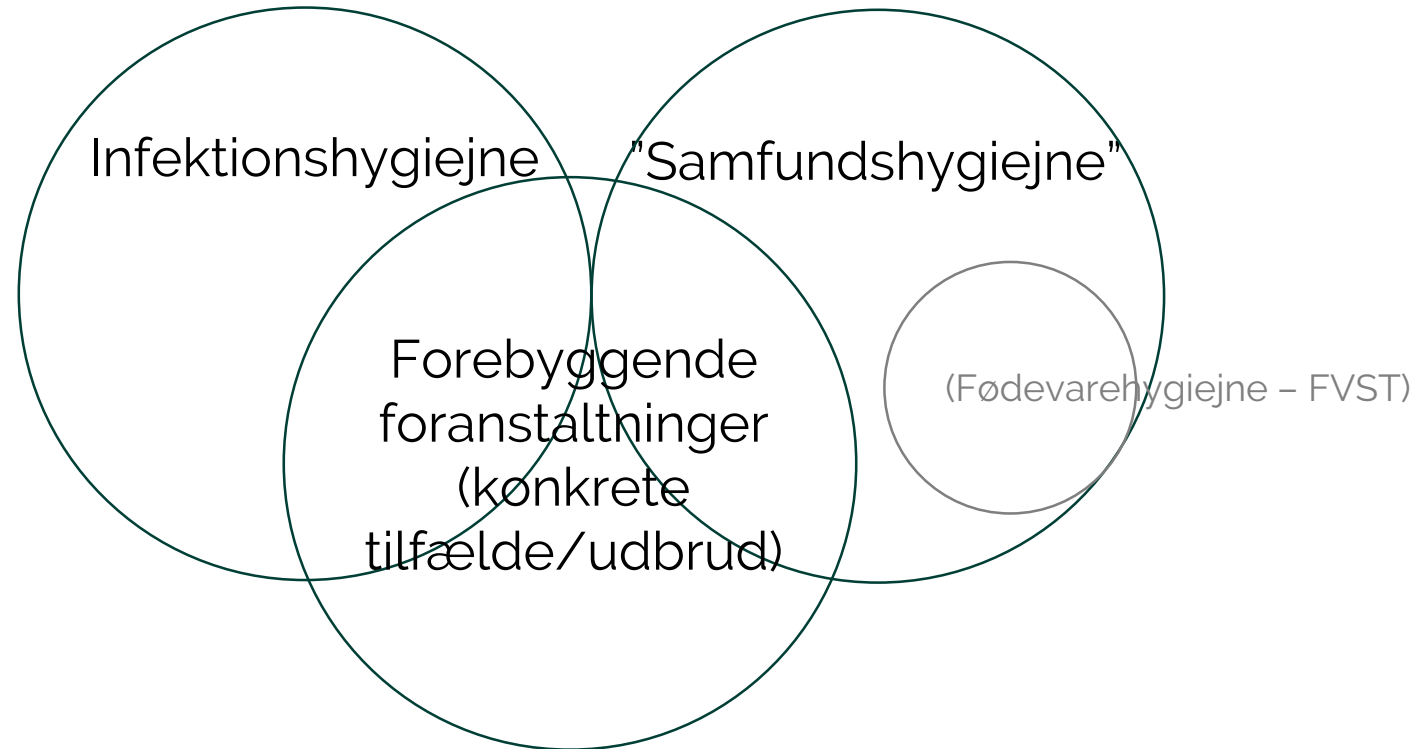 Infektionshygiejne
”Samfundshygiejne”
Forebyggende
foranstaltninger
(konkrete
tilfælde/udbrud)
(Fødevarehygiejne – FVST)